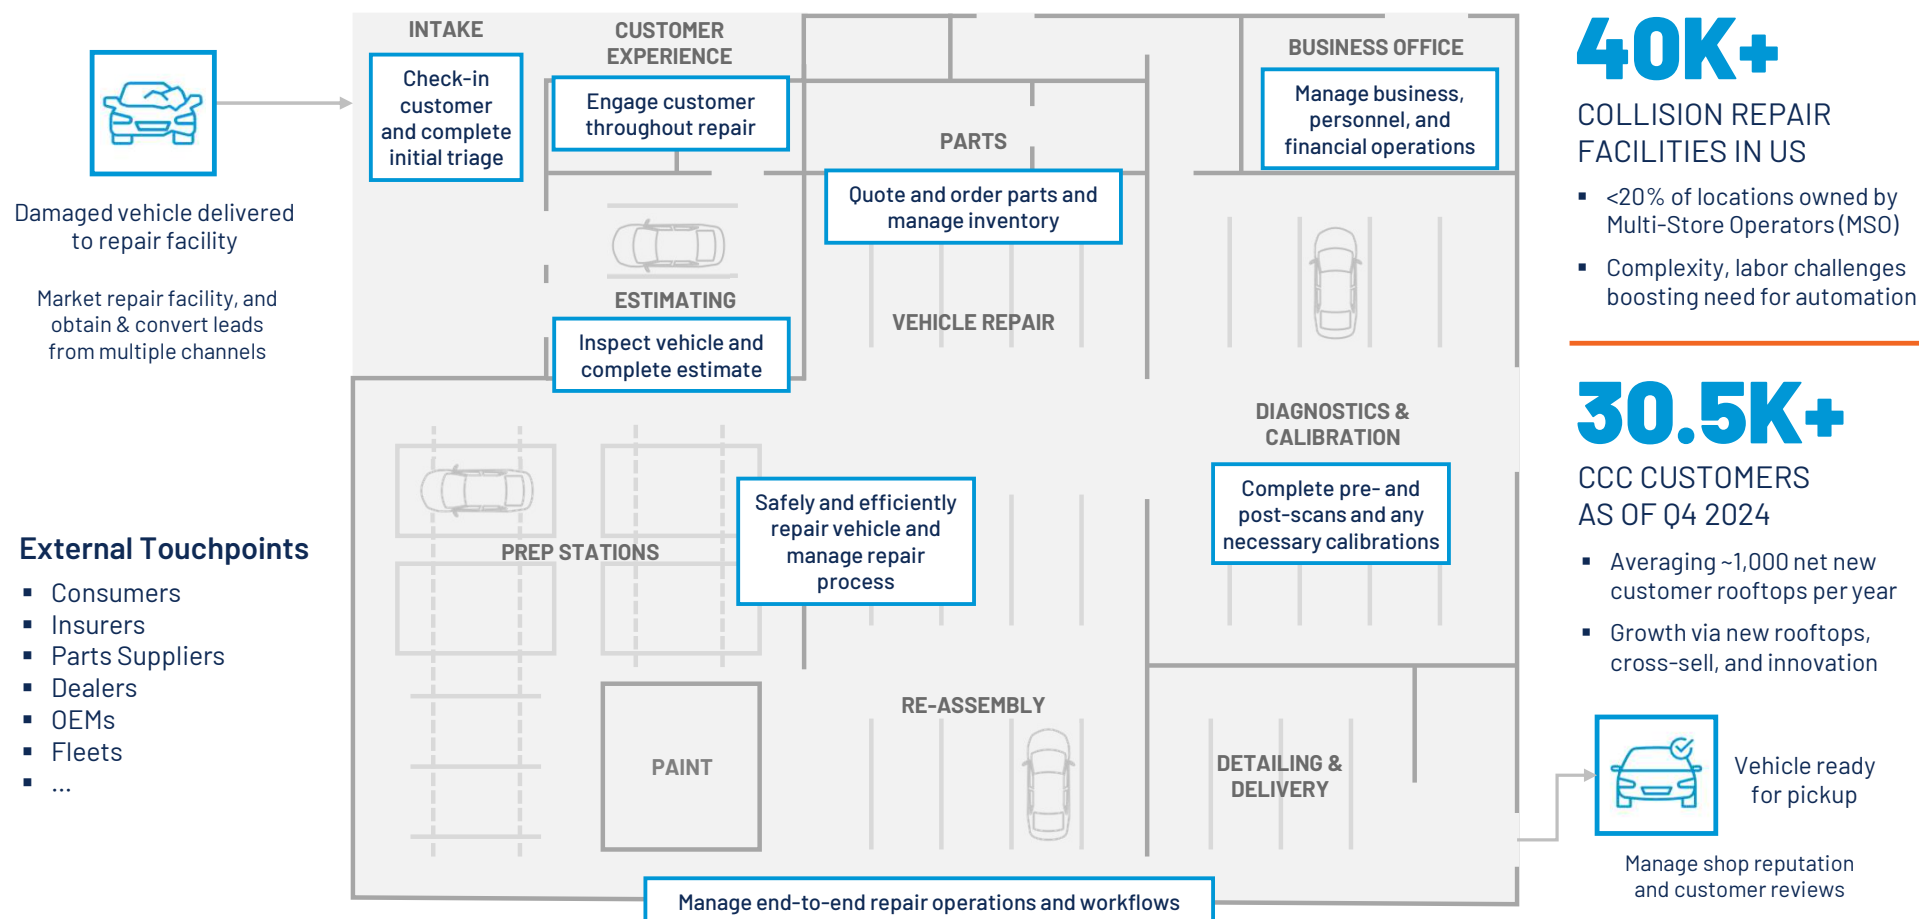 Damaged vehicle delivered
to repair facility
Market repair facility, and
obtain & convert leads
from multiple channels
External Touchpoints
▪ Consumers
▪ Insurers
▪ Parts Suppliers
▪ Dealers
▪ OEMs
▪ Fleets
▪ ...
INTAKE
Check-in
customer
and complete
initial triage
CUSTOMER
EXPERIENCE
Engage customer
throughout repair
PARTS
Quote and order parts and
manage inventory
BUSINESS OFFICE
Manage business,
personnel, and
financial operations
ESTIMATING
Inspect vehicle and
complete estimate
VEHICLE REPAIR
DIAGNOSTICS &
CALIBRATION
Complete pre- and
post-scans and any
necessary calibrations
PREP STATIONS
Safely and efficiently
repair vehicle and
manage repair
process
PAINT
RE-ASSEMBLY
DETAILING &
DELIVERY
Manage end-to-end repair operations and workflows
40K+
COLLISION REPAIR
FACILITIES IN US
▪ <20% of locations owned by
Multi-Store Operators (MSO)
▪ Complexity, labor challenges
boosting need for automation
30.5K+
CCC CUSTOMERS
AS OF Q4 2024
▪ Averaging ~1,000 net new
customer rooftops per year
▪ Growth via new rooftops,
cross-sell, and innovation
Vehicle ready
for pickup
Manage shop reputation
and customer reviews